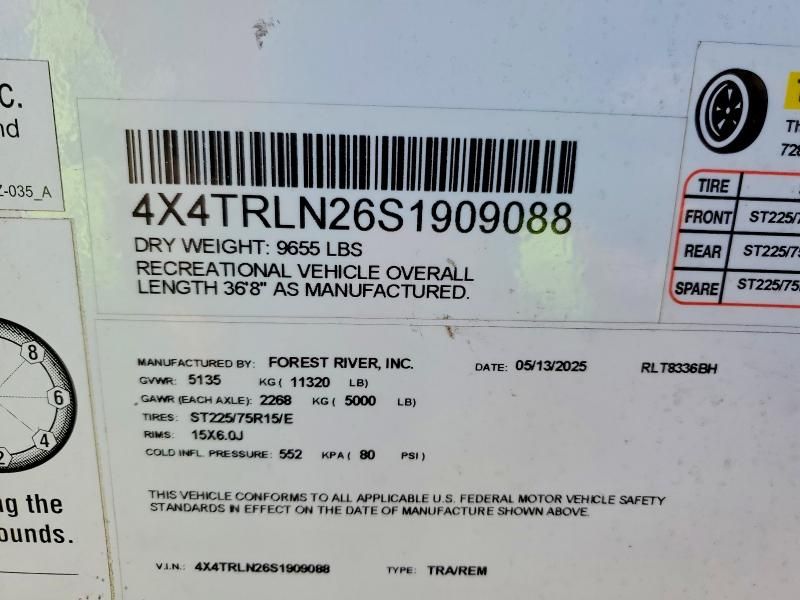 C.
nd
Z-035_A
4X4TRLN26S1909088
DRY WEIGHT: 9655 LBS
RECREATIONAL VEHICLE OVERALL
LENGTH 36'8" AS MANUFACTURED.
Th
728
TIRE
FRONT ST225/7
REAR ST225/75
SPARE ST225/75
8
6
4
2
ng the
ounds.
MANUFACTURED BY: FOREST RIVER, INC. DATE: 05/13/2025 RLT8336BH
GVWR: 5135 KG( 11320 LB)
GAWR (EACH AXLE): 2268 KG( 5000 LB)
TIRES: ST225/75R15/E
RIMS: 15X6.0J
COLD INFL. PRESSURE: 552 KPA( 80 PSI)
THIS VEHICLE CONFORMS TO ALL APPLICABLE U.S. FEDERAL MOTOR VEHICLE SAFETY
STANDARDS IN EFFECT ON THE DATE OF MANUFACTURE SHOWN ABOVE.
V.I.N.: 4X4TRLN26S1909088 TYPE: TRA/REM